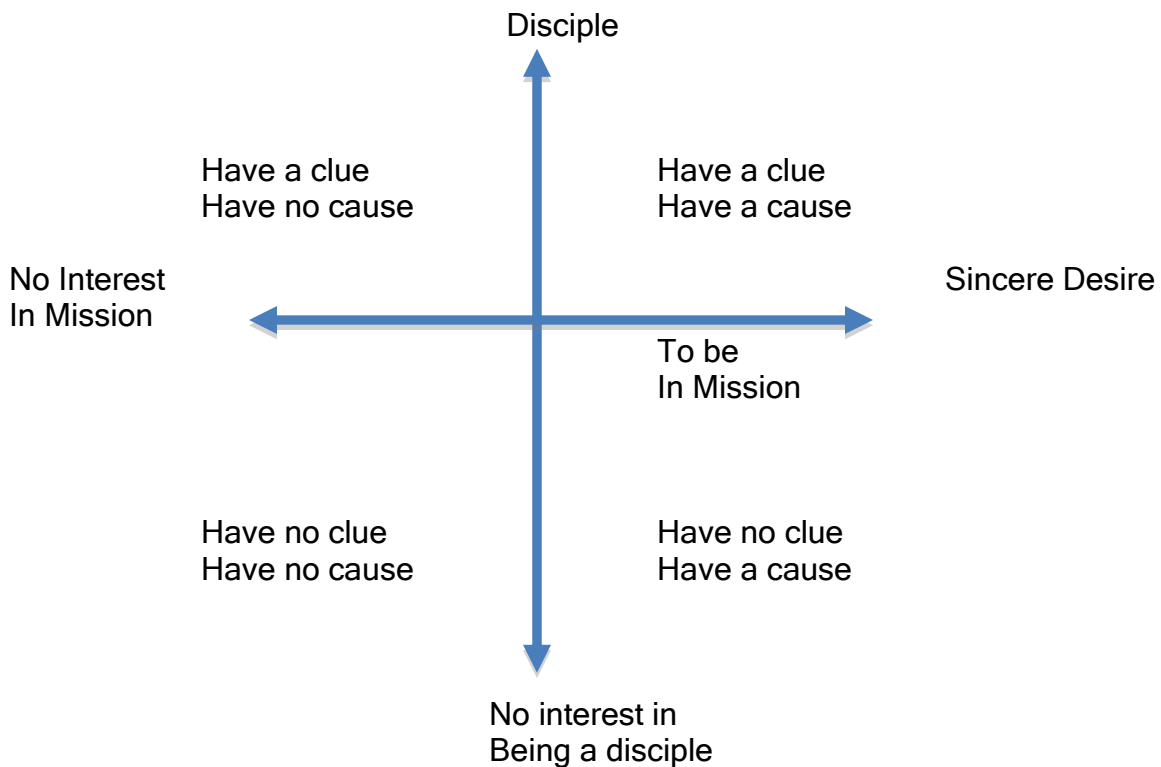 Disciple
Have a clue
Have no cause
Have a clue
Have a cause
No Interest
In Mission
Sincere Desire
To be
In Mission
Have no clue
Have no cause
Have no clue
Have a cause
No interest in
Being a disciple